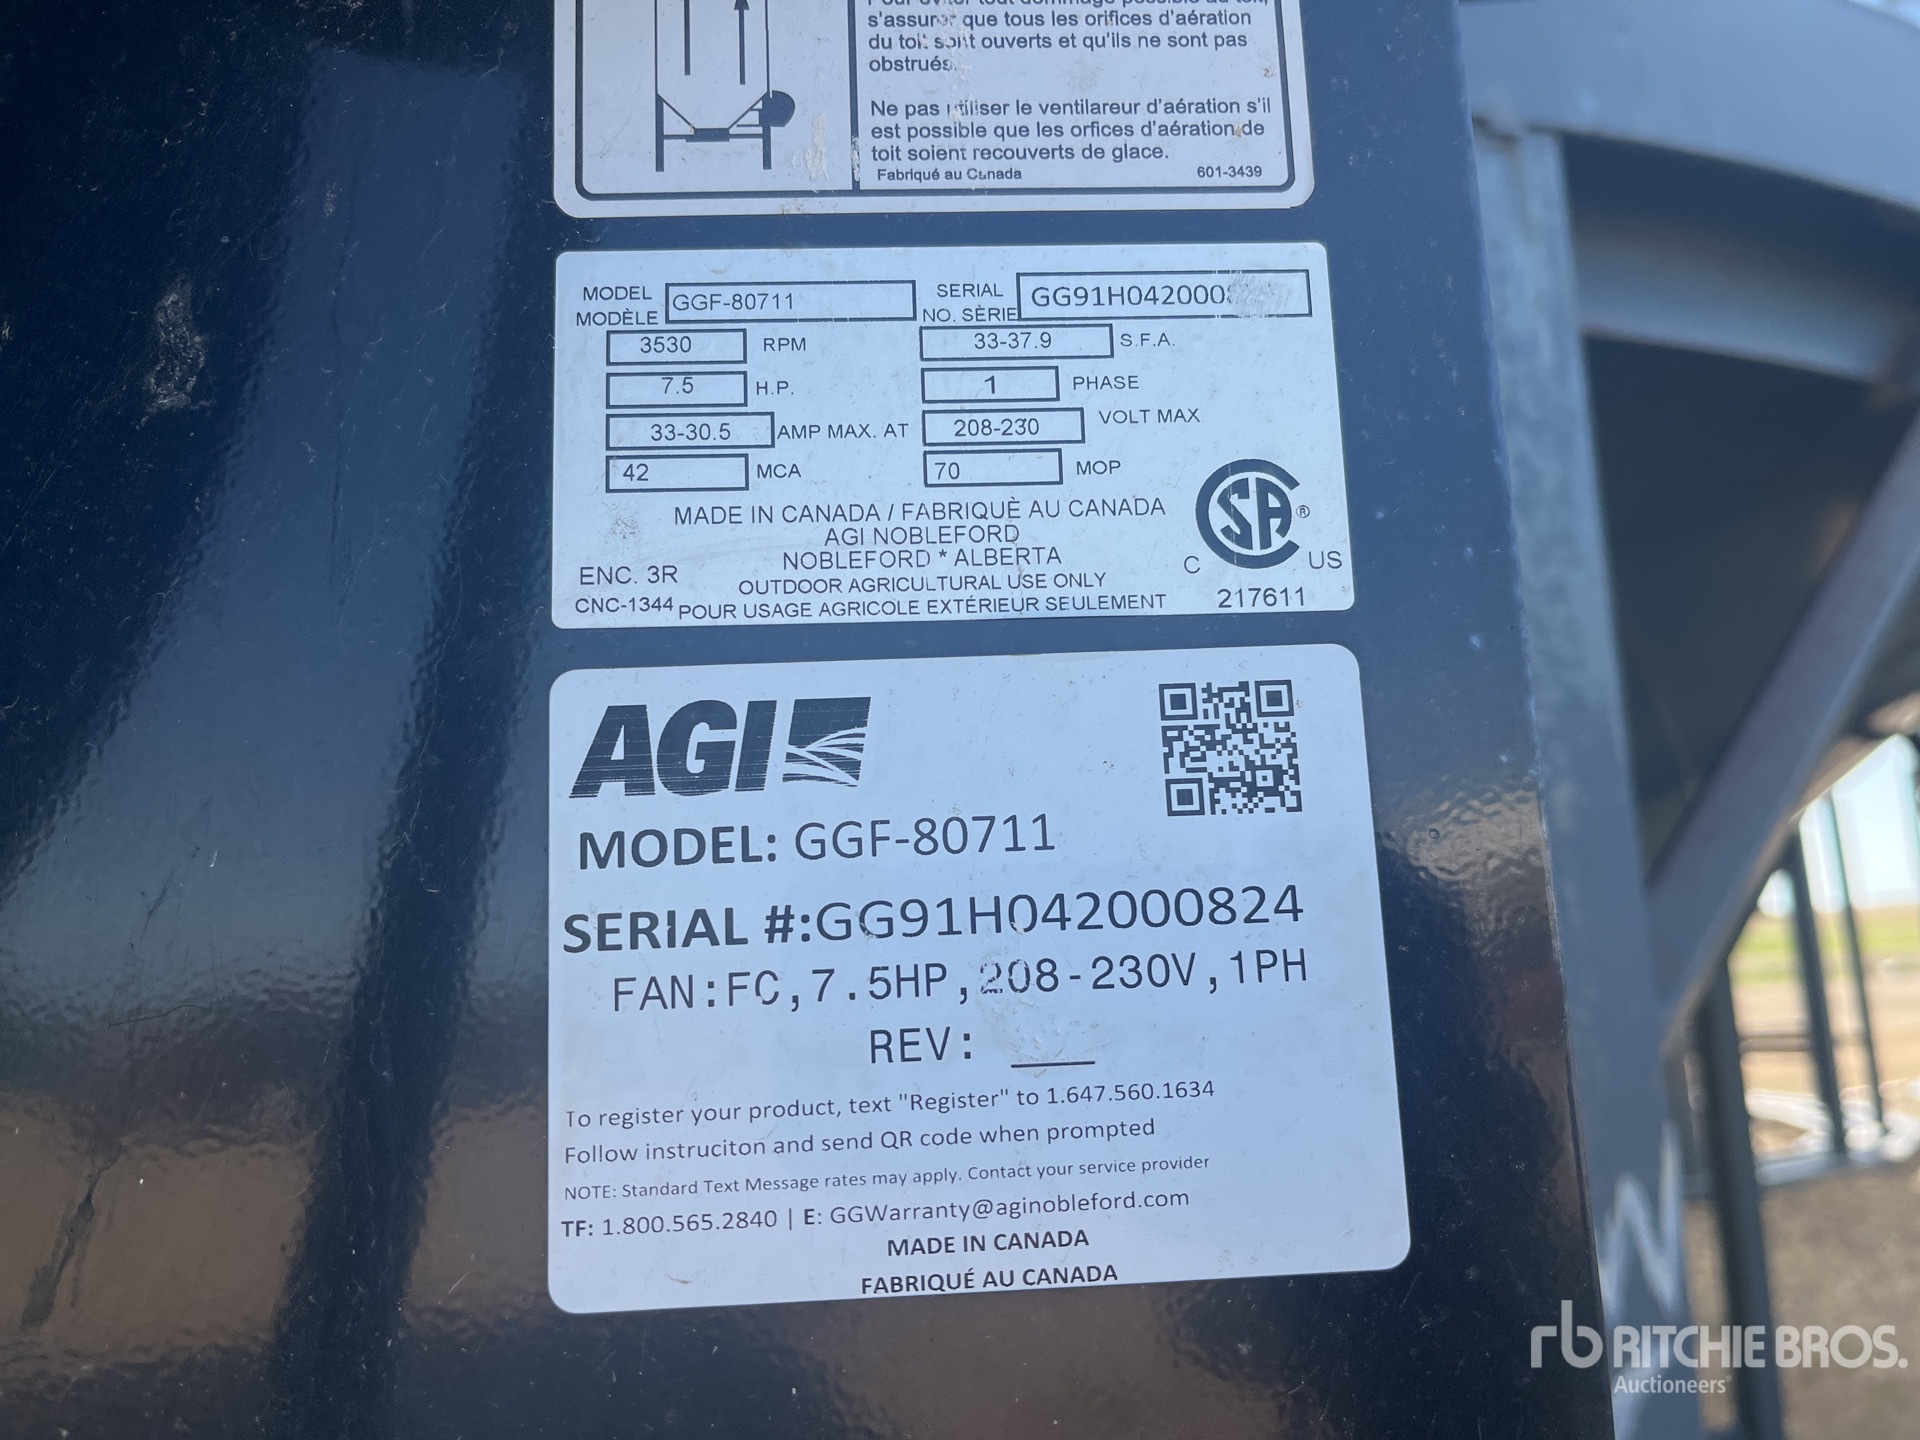 s'assurer que tous les orifices d'aération
du toit sont ouverts et qu'ils ne sont pas
obstrués.
Ne pas utiliser le ventilareur d'aération s'il
est possible que les orfices d'aération de
toit soient recouverts de glace.
Fabriqué au Canada 601-3439
MODEL
MODÈLE GGF-80711 SERIAL
NO. SÈRIE GG91H042000
3530 RPM 33-37.9 S.F.A.
7.5 H.P. 1 PHASE
33-30.5 AMP MAX. AT 208-230 VOLT MAX
42 MCA 70 MOP
MADE IN CANADA / FABRIQUÈ AU CANADA
AGI NOBLEFORD
NOBLEFORD * ALBERTA
ENC. 3R OUTDOOR AGRICULTURAL USE ONLY
CNC-1344 POUR USAGE AGRICOLE EXTÉRIEUR SEULEMENT
C SA ® US
217611
AGI
MODEL: GGF-80711
SERIAL #:GG91H042000824
FAN:FC,7.5HP,208-230V,1PH
REV: ___
To register your product, text "Register" to 1.647.560.1634
Follow instruciton and send QR code when prompted
NOTE: Standard Text Message rates may apply. Contact your service provider
TF: 1.800.565.2840 | E: GGWarranty@aginobleford.com
MADE IN CANADA
FABRIQUÉ AU CANADA
rb RITCHIE BROS.
Auctioneers